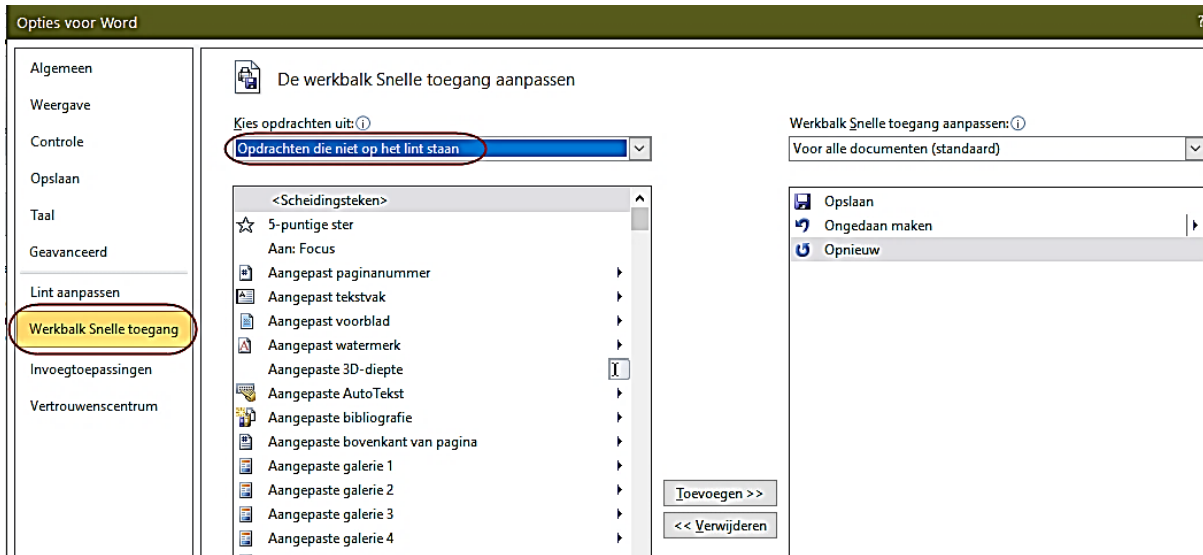 Opties voor Word
?
Algemeen
Weergave
Controle
Opslaan
Taal
Geavanceerd
Lint aanpassen
Werkbalk Snelle toegang
Invoegtoepassingen
Vertrouwenscentrum
De werkbalk Snelle toegang aanpassen
Kies opdrachten uit:
Opdrachten die niet op het lint staan
<Scheidingsteken>
5-puntige ster
Aan: Focus
Aangepast paginanummer
Aangepast tekstvak
Aangepast voorblad
Aangepast watermerk
Aangepaste 3D-diepte
Aangepaste AutoTekst
Aangepaste bibliografie
Aangepaste bovenkant van pagina
Aangepaste galerie 1
Aangepaste galerie 2
Aangepaste galerie 3
Aangepaste galerie 4
Toevoegen >>
<< Verwijderen
Werkbalk Snelle toegang aanpassen:
Voor alle documenten (standaard)
Opslaan
Ongedaan maken
Opnieuw